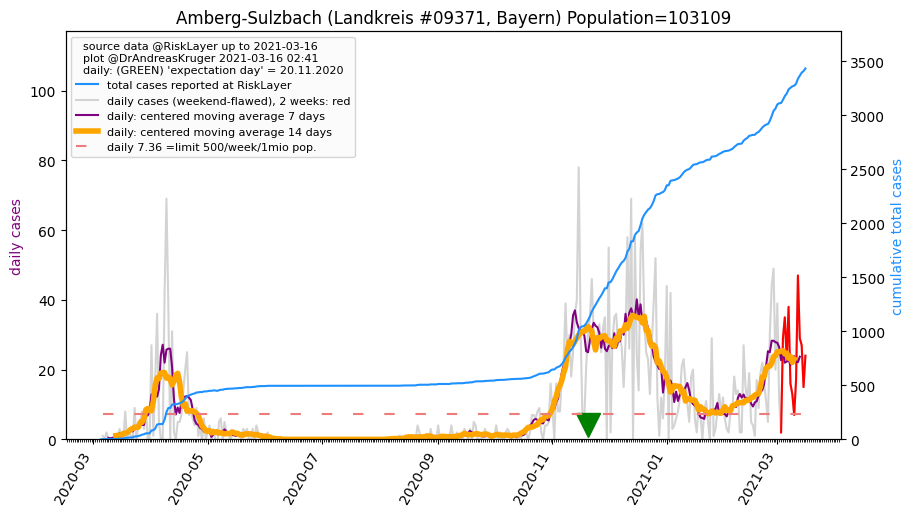 Amberg-Sulzbach (Landkreis #09371, Bayern) Population=103109
source data @RiskLayer up to 2021-03-16
plot @DrAndreasKruger 2021-03-16 02:41
daily: (GREEN) 'expectation day' = 20.11.2020
total cases reported at RiskLayer
daily cases (weekend-flawed), 2 weeks: red
daily: centered moving average 7 days
daily: centered moving average 14 days
daily 7.36 =limit 500/week/1mio pop.
daily cases
100
80
60
40
20
0
cumulative total cases
3500
3000
2500
2000
1500
1000
500
0
2020-03
2020-05
2020-07
2020-09
2020-11
2021-01
2021-03